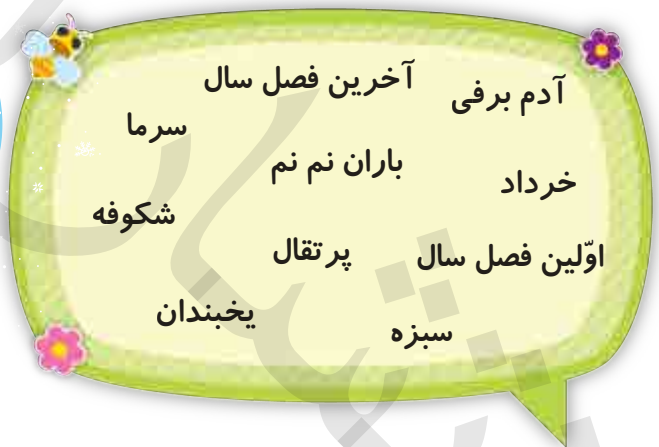 آدم برفی
آخرین فصل سال
سرما
باران نم نم
خرداد
شکوفه
اوّلین فصل سال
پرتقال
یخبندان
سبزه